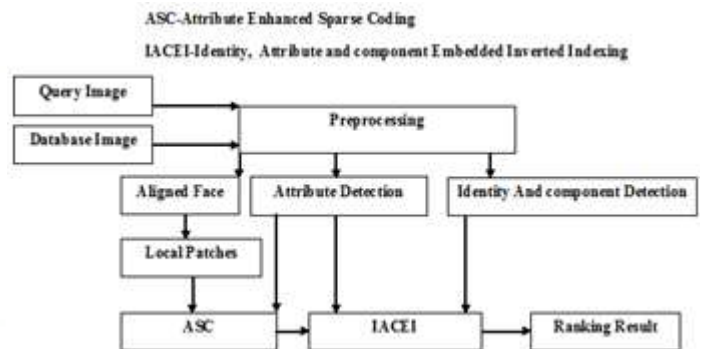 ASC-Attribute Enhanced Sparse Coding
IACEI-Identity, Attribute and component Embedded Inverted Indexing
Query Image
Preprocessing
Database Image
Aligned Face
Attribute Detection
Identity And component Detection
Local Patches
ASC
IACEI
Ranking Result